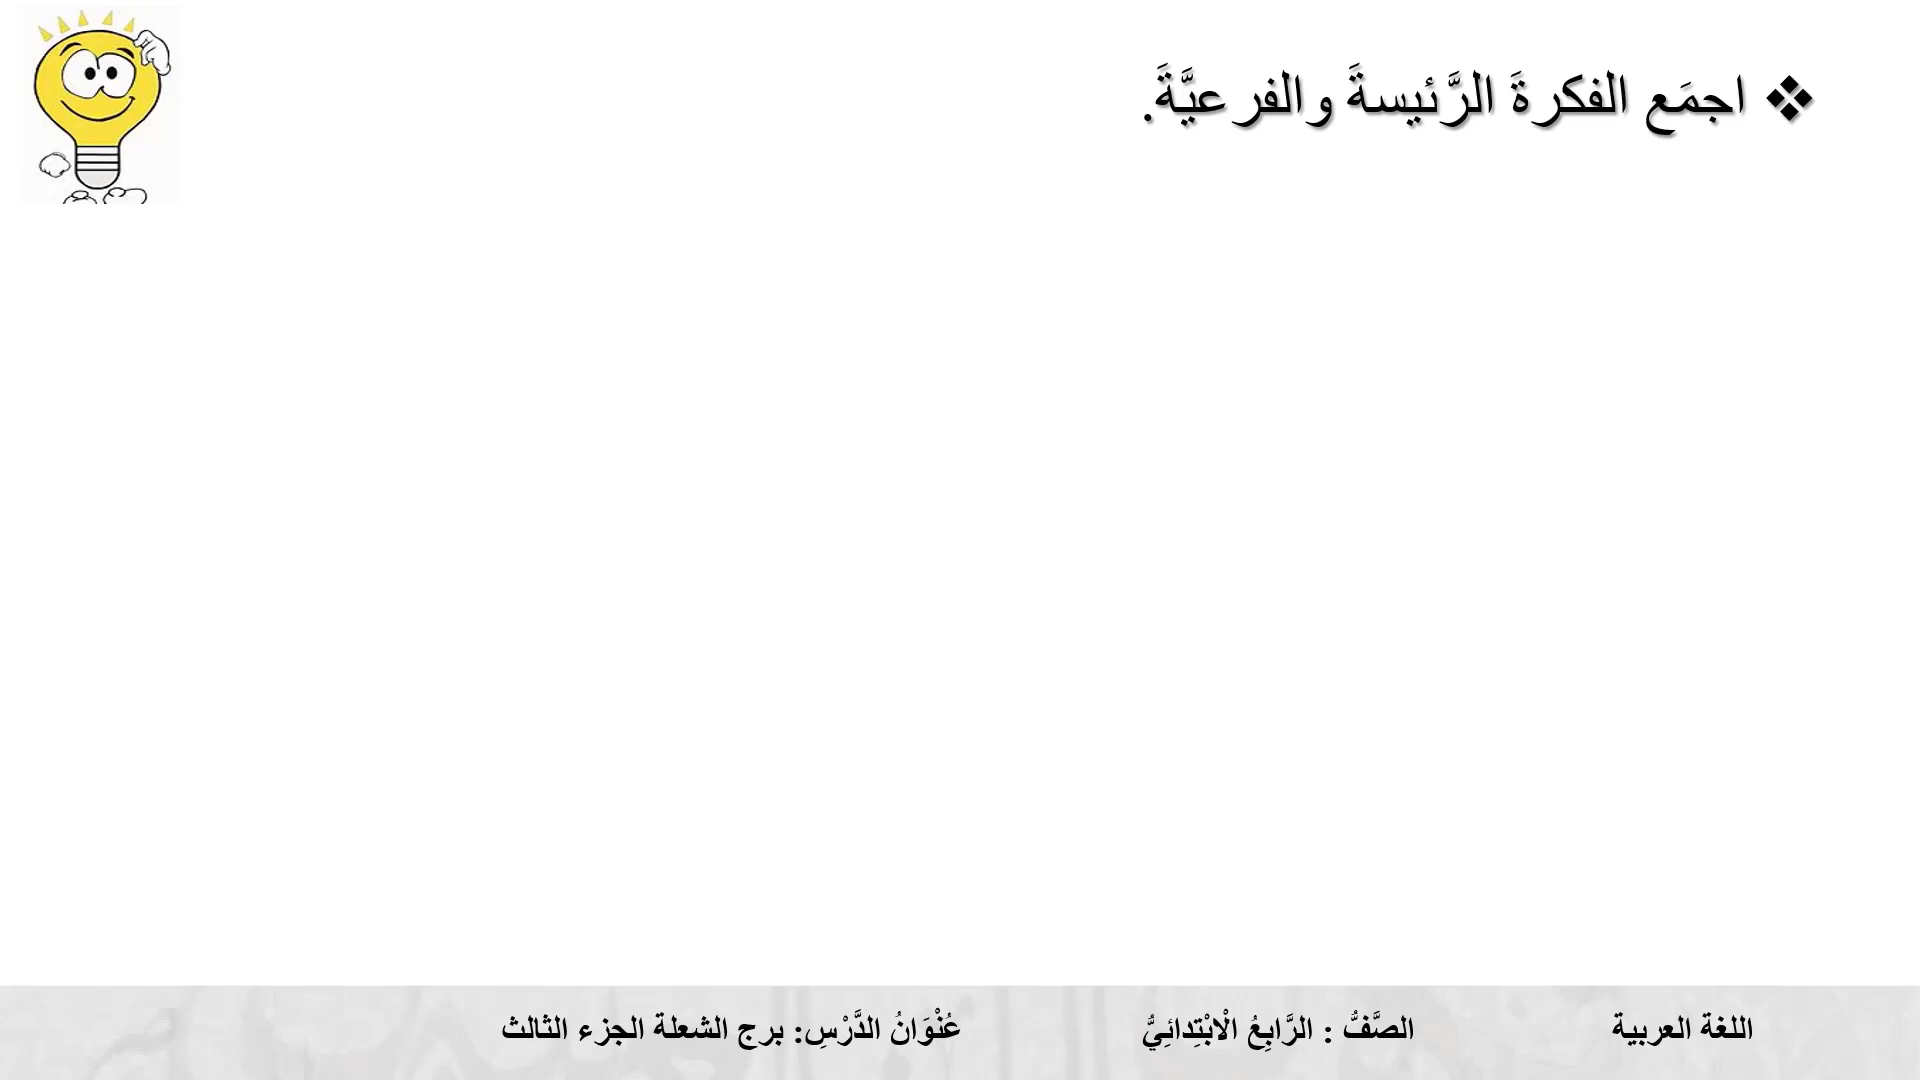 ❖ اجمَع الفكرةَ الرَّئيسةَ والفرعيَّةَ.
اللغة العربية
الصَّفُّ : الرَّابِعُ الْابْتِدائِيُّ
عُنْوَانُ الدَّرْسِ: برج الشعلة الجزء الثالث